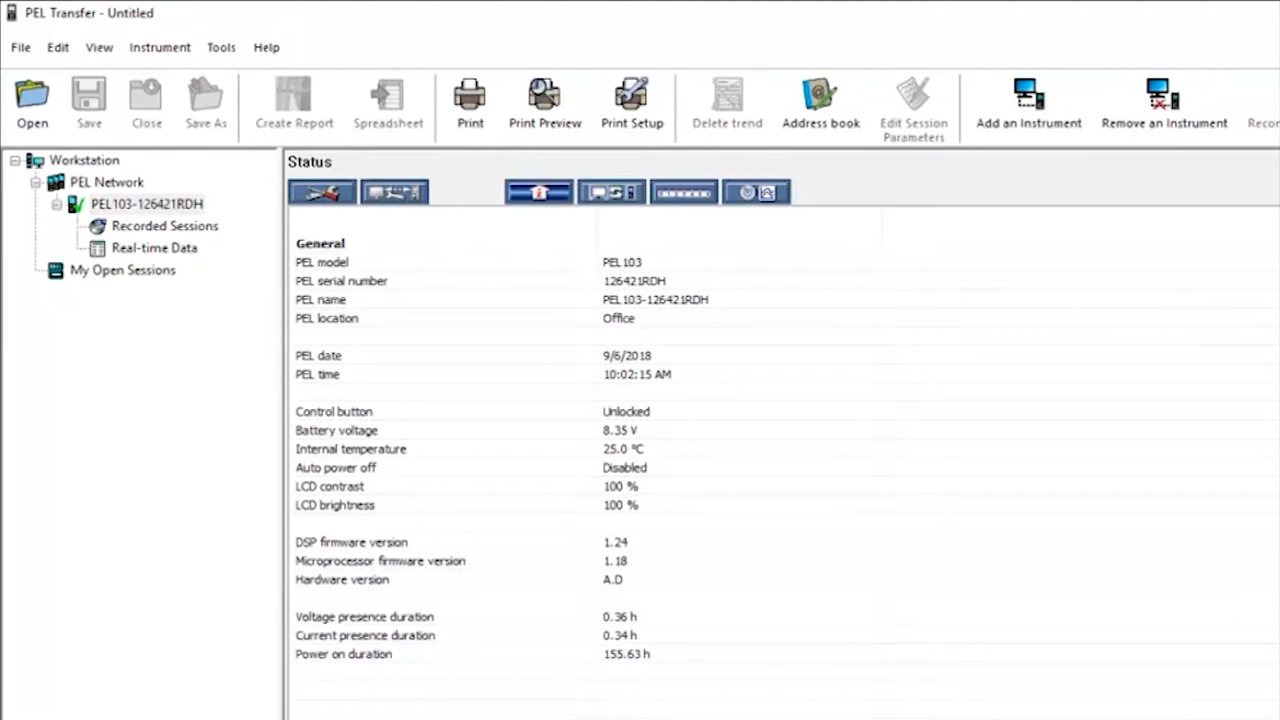 PEL Transfer - Untitled
File Edit View Instrument Tools Help
Open Save Close Save As Create Report Spreadsheet Print Print Preview Print Setup Delete trend Address book Edit Session Parameters Add an Instrument Remove an Instrument
Workstation
PEL Network
PEL103-126421RDH
Recorded Sessions
Real-time Data
My Open Sessions
Status
General
PEL model PEL103
PEL serial number 126421RDH
PEL name PEL103-126421RDH
PEL location Office
PEL date 9/6/2018
PEL time 10:02:15 AM
Control button Unlocked
Battery voltage 8.35 V
Internal temperature 25.0 °C
Auto power off Disabled
LCD contrast 100 %
LCD brightness 100 %
DSP firmware version 1.24
Microprocessor firmware version 1.18
Hardware version A.D
Voltage presence duration 0.36 h
Current presence duration 0.34 h
Power on duration 155.63 h